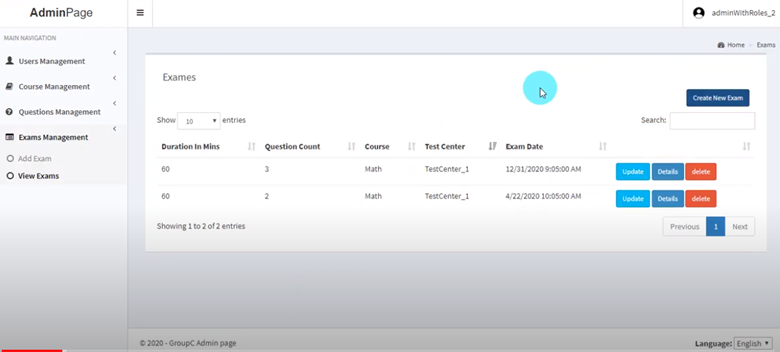 AdminPage
adminWithRoles_2
MAIN NAVIGATION
Home - Exams
Users Management
Course Management
Questions Management
Exams Management
Add Exam
View Exams
Exames
Create New Exam
Show 10 entries
Search:
Duration In Mins Question Count Course Test Center Exam Date
60 3 Math TestCenter_1 12/31/2020 9:05:00 AM Update Details delete
60 2 Math TestCenter_1 4/22/2020 10:05:00 AM Update Details delete
Showing 1 to 2 of 2 entries
Previous 1 Next
© 2020 - GroupC Admin page
Language: English